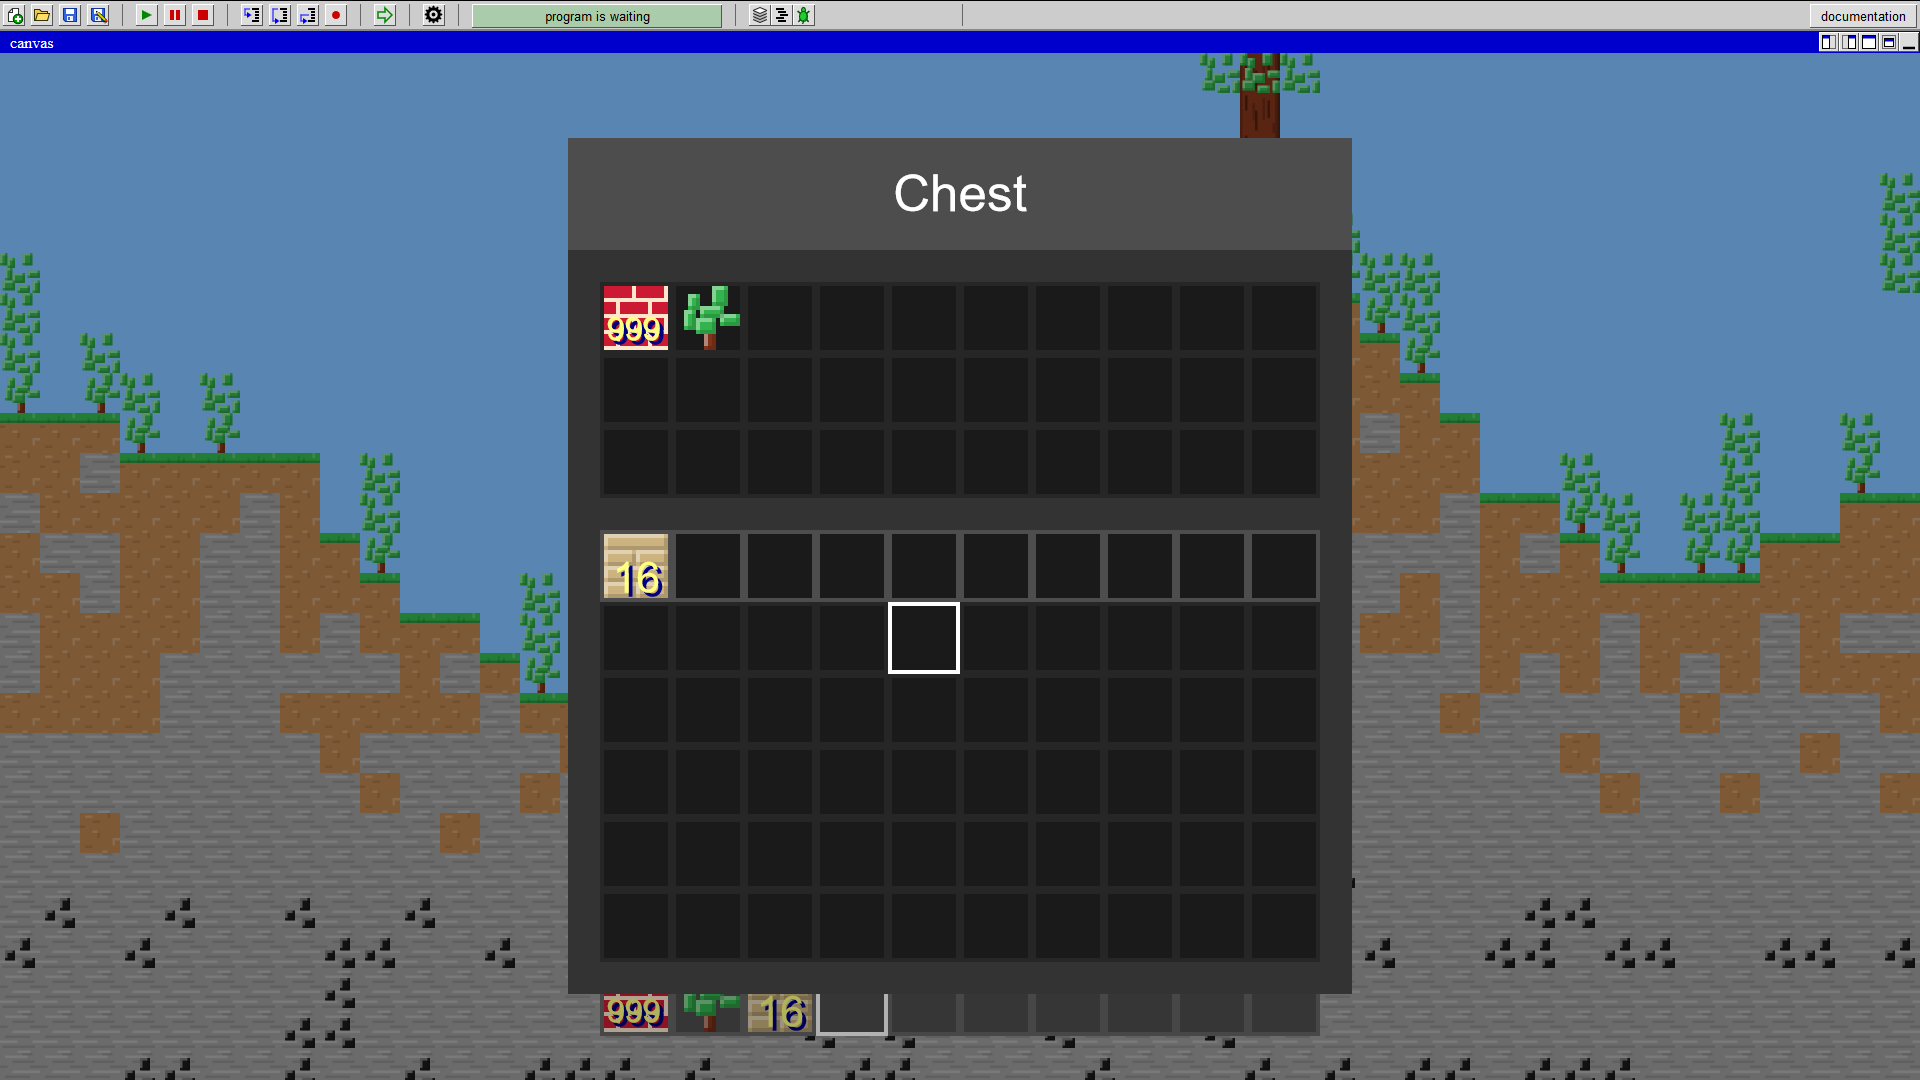 program is waiting
documentation
canvas
Chest
999
16
999
16